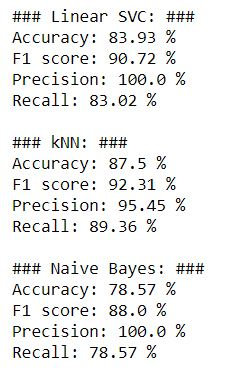 ### Linear SVC: ###
Accuracy: 83.93 %
F1 score: 90.72 %
Precision: 100.0 %
Recall: 83.02 %
### kNN: ###
Accuracy: 87.5 %
F1 score: 92.31 %
Precision: 95.45 %
Recall: 89.36 %
### Naive Bayes: ###
Accuracy: 78.57 %
F1 score: 88.0 %
Precision: 100.0 %
Recall: 78.57 %